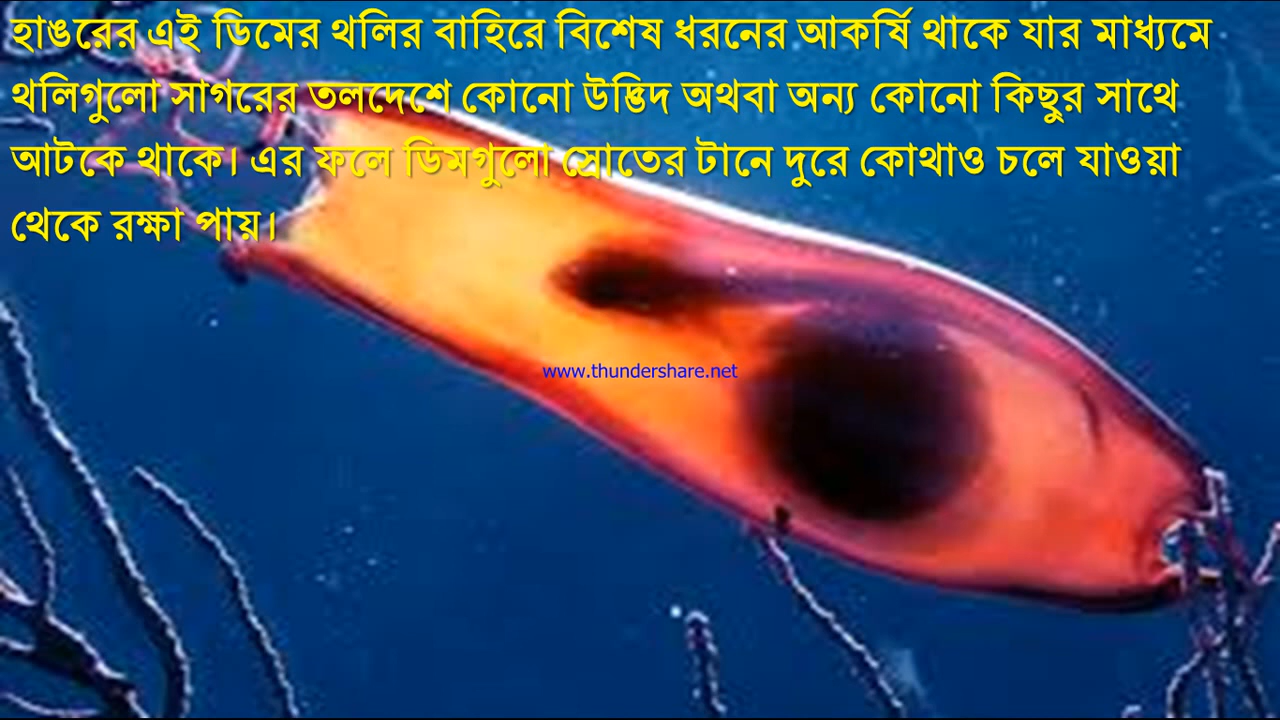 হাঙরের এই ডিমের থলির বাহিরে বিশেষ ধরনের আকর্ষি থাকে যার মাধ্যমে
থলিগুলো সাগরের তলদেশে কোনো উদ্ভিদ অথবা অন্য কোনো কিছুর সাথে
আটকে থাকে। এর ফলে ডিমগুলো স্রোতের টানে দুরে কোথাও চলে যাওয়া
থেকে রক্ষা পায়।
www.thundershare.net